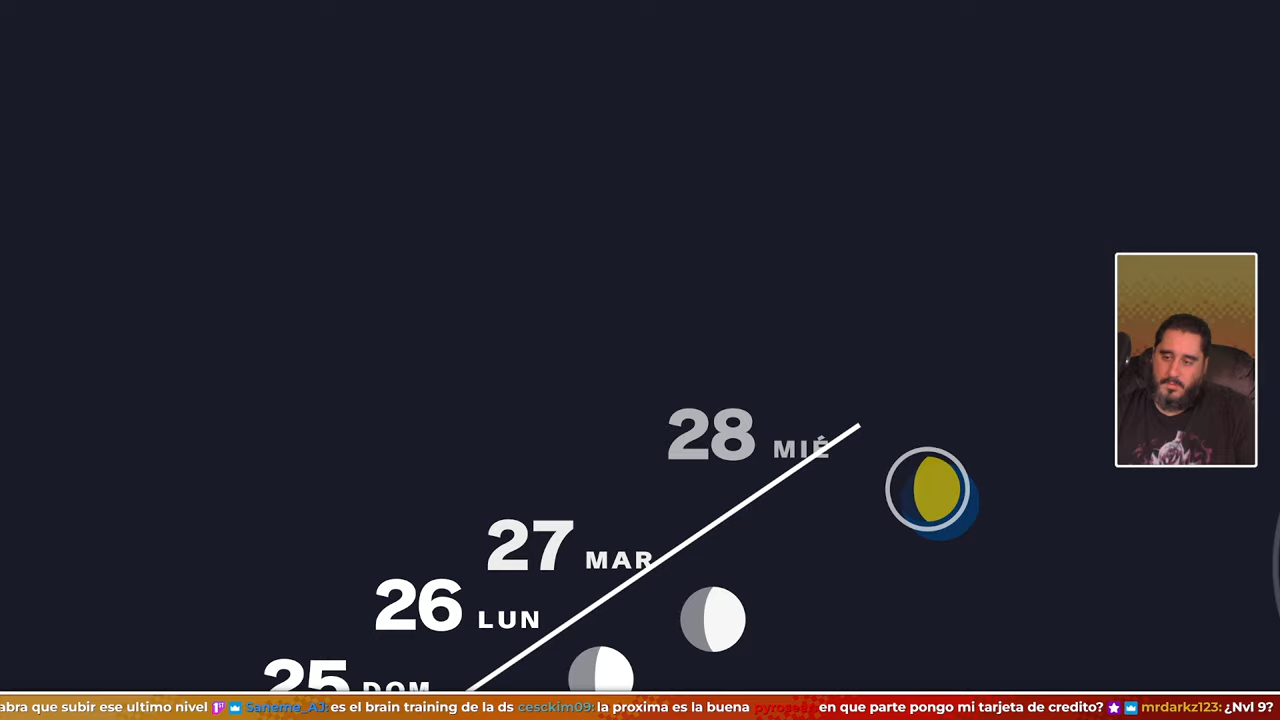 28 MIÉ
27 MAR
26 LUN
25 DOM
abra que subir ese ultimo nivel Saneme_AJ: es el brain training de la ds cesckim09: la proxima es la buena en que parte pongo mi tarjeta de credito? mrdarkz123: ¿Nvl 9?